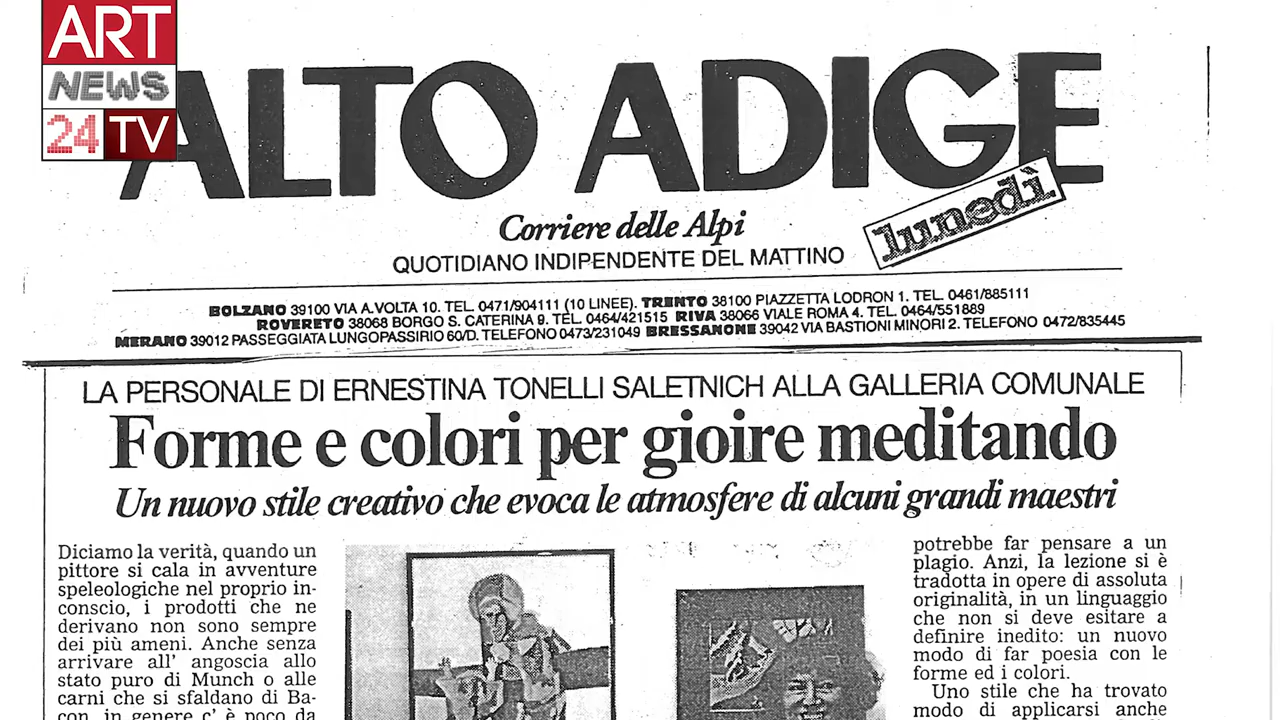 ART
NEWS
24 TV
ALTO ADIGE
lunedì
Corriere delle Alpi
QUOTIDIANO INDIPENDENTE DEL MATTINO
BOLZANO 39100 VIA A.VOLTA 10. TEL. 0471/904111 (10 LINEE). TRENTO 38100 PIAZZETTA LODRON 1. TEL. 0461/885111
ROVERETO 38068 BORGO S. CATERINA 9. TEL. 0464/421515 RIVA 38066 VIALE ROMA 4. TEL. 0464/551889
MERANO 39012 PASSEGGIATA LUNGOPASSIRIO 60/D. TELEFONO 0473/231049 BRESSANONE 39042 VIA BASTIONI MINORI 2. TELEFONO 0472/835445
LA PERSONALE DI ERNESTINA TONELLI SALETNICH ALLA GALLERIA COMUNALE
Forme e colori per gioire meditando
Un nuovo stile creativo che evoca le atmosfere di alcuni grandi maestri
Diciamo la verità, quando un
pittore si cala in avventure
speleologiche nel proprio in-
conscio, i prodotti che ne
derivano non sono sempre
dei più ameni. Anche senza
arrivare all' angoscia allo
stato puro di Munch o alle
carni che si sfaldano di Ba-
con, in genere c' è poco da
potrebbe far pensare a un
plagio. Anzi, la lezione si è
tradotta in opere di assoluta
originalità, in un linguaggio
che non si deve esitare a
definire inedito: un nuovo
modo di far poesia con le
forme ed i colori.
Uno stile che ha trovato
modo di applicarsi anche